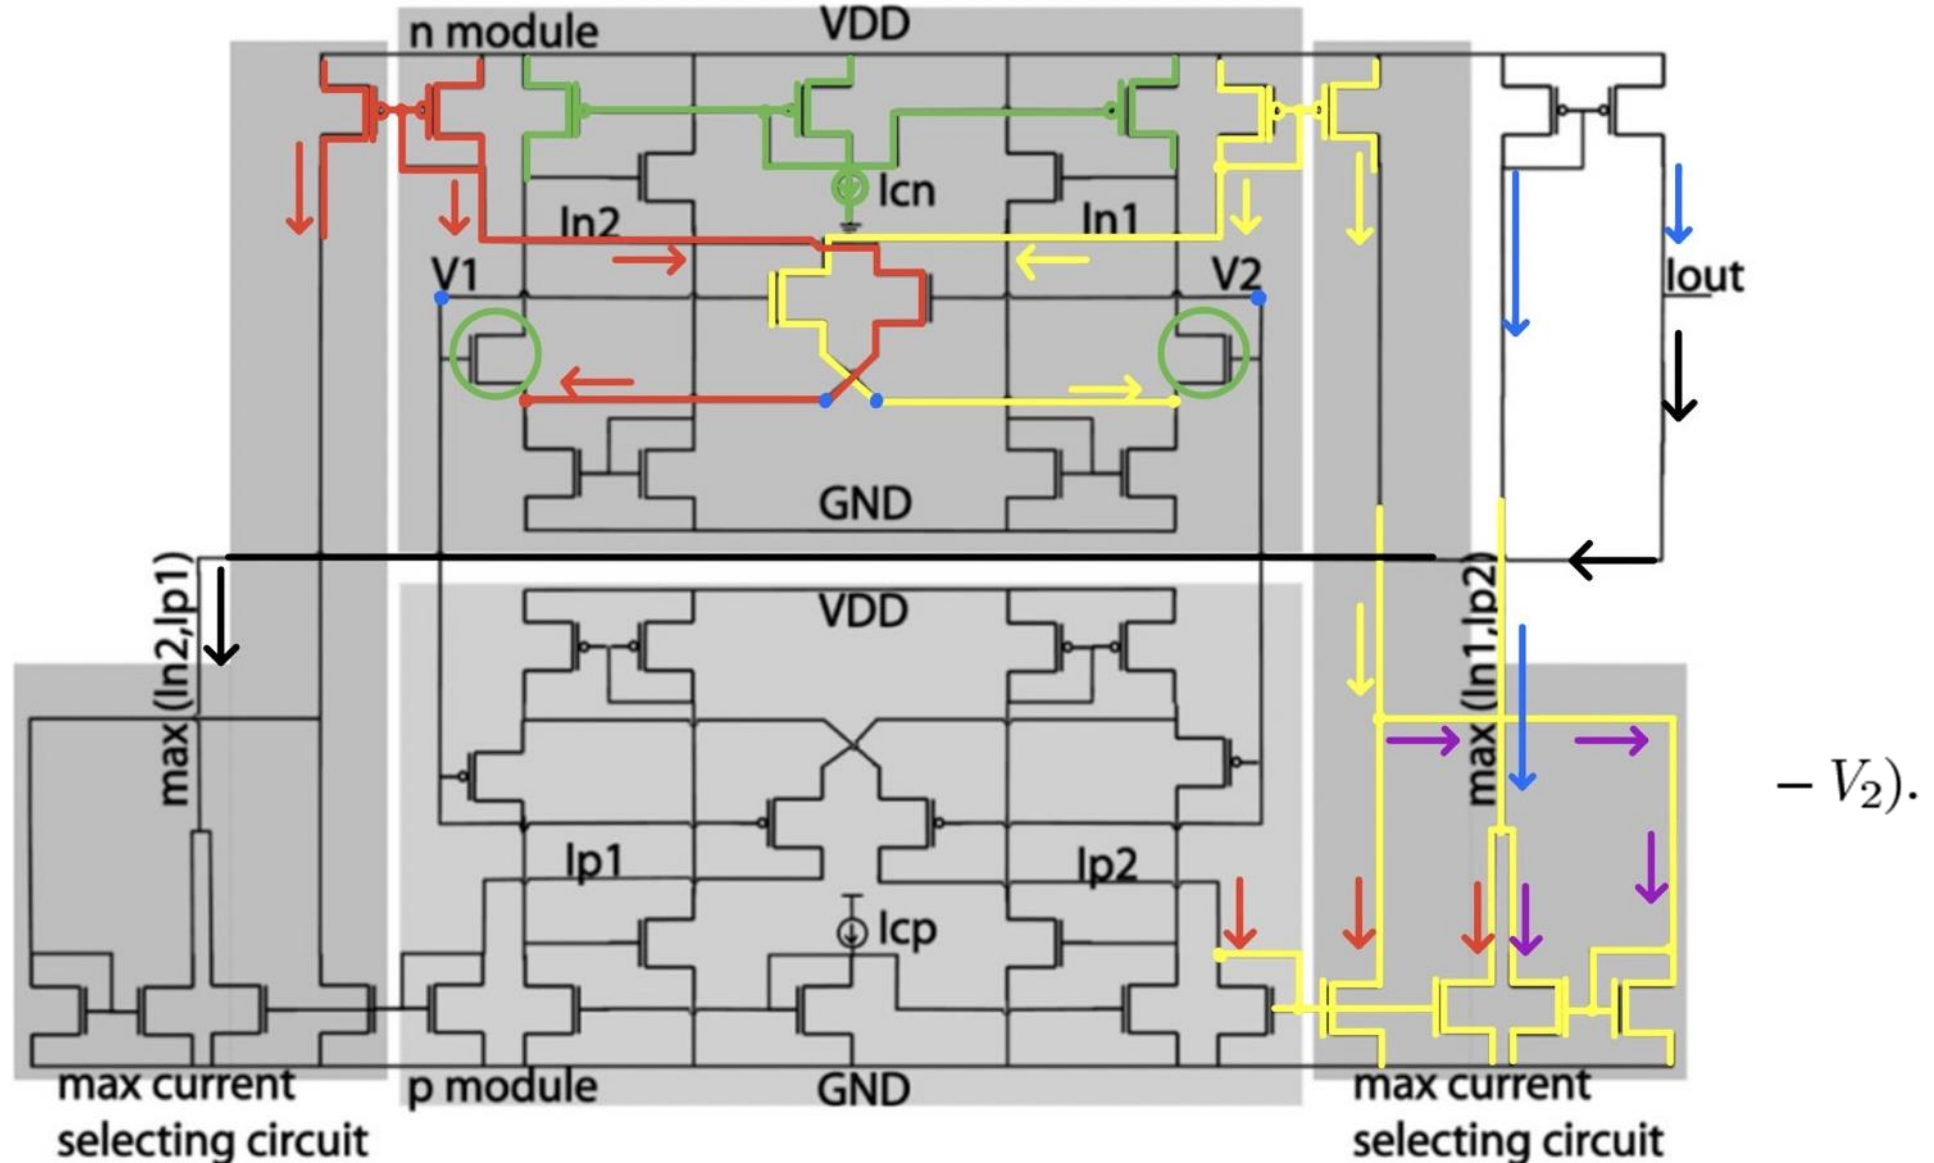 n module
VDD
Icn
In2
In1
V1
V2
Iout
GND
max (In2,Ip1)
max (In1,Ip2)
VDD
− V₂).
Ip1
Ip2
Icp
max current
selecting circuit
p module
GND
max current
selecting circuit